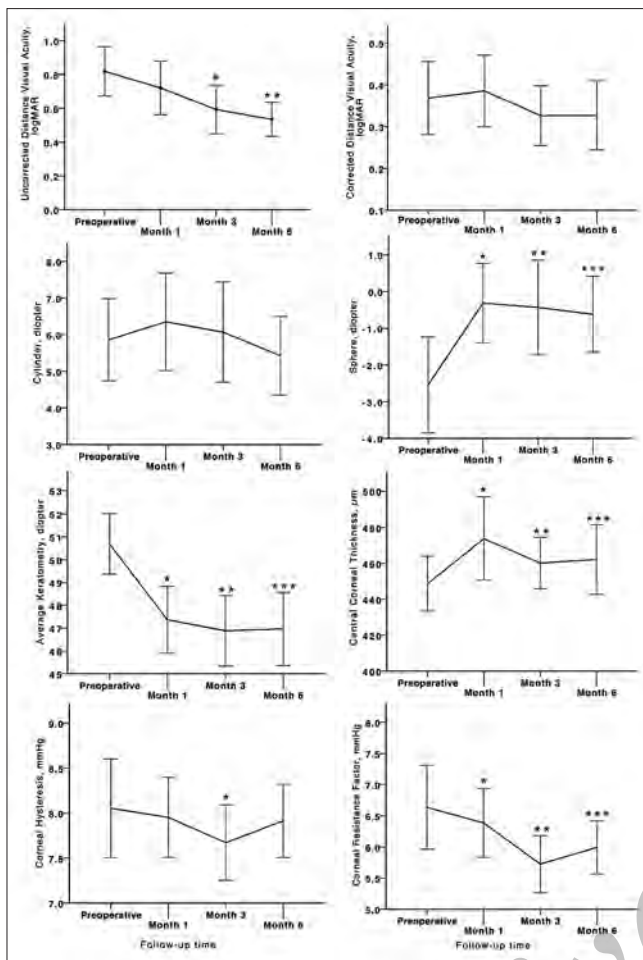 Uncorrected Distance Visual Acuity,
logMAR
1.0
0.8
0.6
0.4
0.2
0.0
*
**
Preoperative
Month 1
Month 3
Month 6
Corrected Distance Visual Acuity,
logMAR
0.4
0.3
0.2
0.1
Preoperative
Month 1
Month 3
Month 6
Cylinder, diopter
8.0
7.0
6.0
5.0
4.0
3.0
Preoperative
Month 1
Month 3
Month 6
Sphere, diopter
1.0
0.0
-1.0
-2.0
-3.0
-4.0
*
**
***
Preoperative
Month 1
Month 3
Month 6
Average Keratometry, diopter
53
52
51
50
49
48
47
46
45
*
**
***
Preoperative
Month 1
Month 3
Month 6
Central Corneal Thickness, µm
500
480
460
440
420
400
*
**
***
Preoperative
Month 1
Month 3
Month 6
Corneal Hysteresis, mmHg
9.0
8.5
8.0
7.5
7.0
*
Preoperative
Month 1
Month 3
Month 6
Follow-up time
Corneal Resistance Factor, mmHg
8.0
7.5
7.0
6.5
6.0
5.5
5.0
*
**
***
Preoperative
Month 1
Month 3
Month 6
Follow-up time